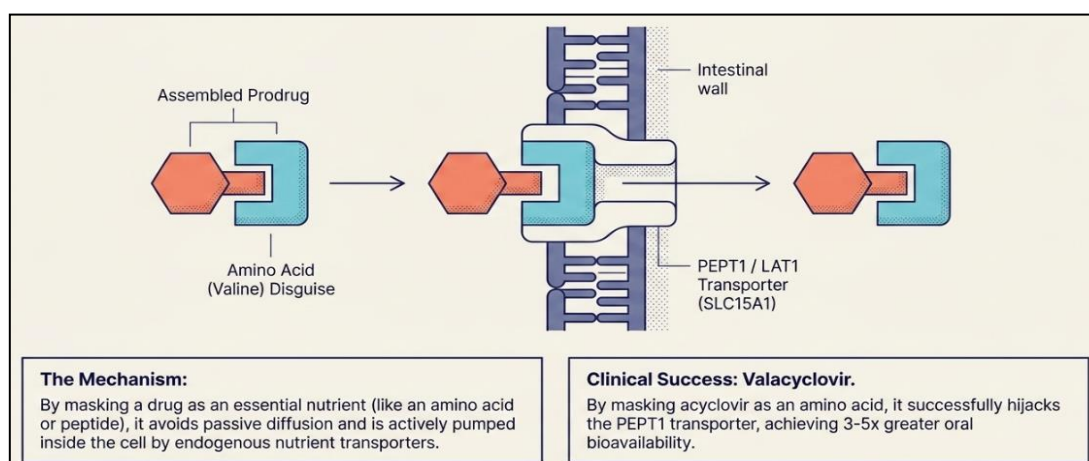 Assembled Prodrug
Amino Acid
(Valine) Disguise
Intestinal
wall
PEPT1 / LAT1
Transporter
(SLC15A1)
The Mechanism:
By masking a drug as an essential nutrient (like an amino acid
or peptide), it avoids passive diffusion and is actively pumped
inside the cell by endogenous nutrient transporters.
Clinical Success: Valacyclovir.
By masking acyclovir as an amino acid, it successfully hijacks
the PEPT1 transporter, achieving 3-5x greater oral
bioavailability.